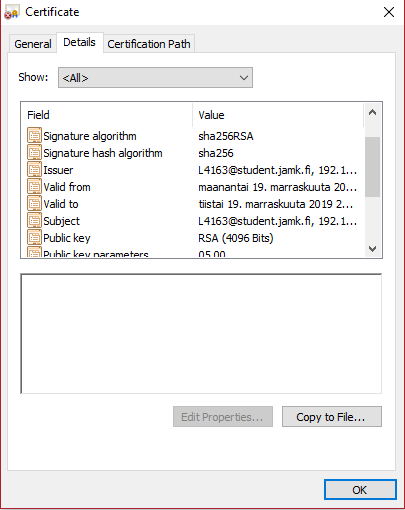 Certificate
General Details Certification Path
Show: <All>
Field Value
Signature algorithm sha256RSA
Signature hash algorithm sha256
Issuer L4163@student.jamk.fi, 192.1...
Valid from maanantai 19. marraskuuta 20...
Valid to tiistai 19. marraskuuta 2019 2...
Subject L4163@student.jamk.fi, 192.1...
Public key RSA (4096 Bits)
Public key parameters 05 00
Edit Properties... Copy to File...
OK